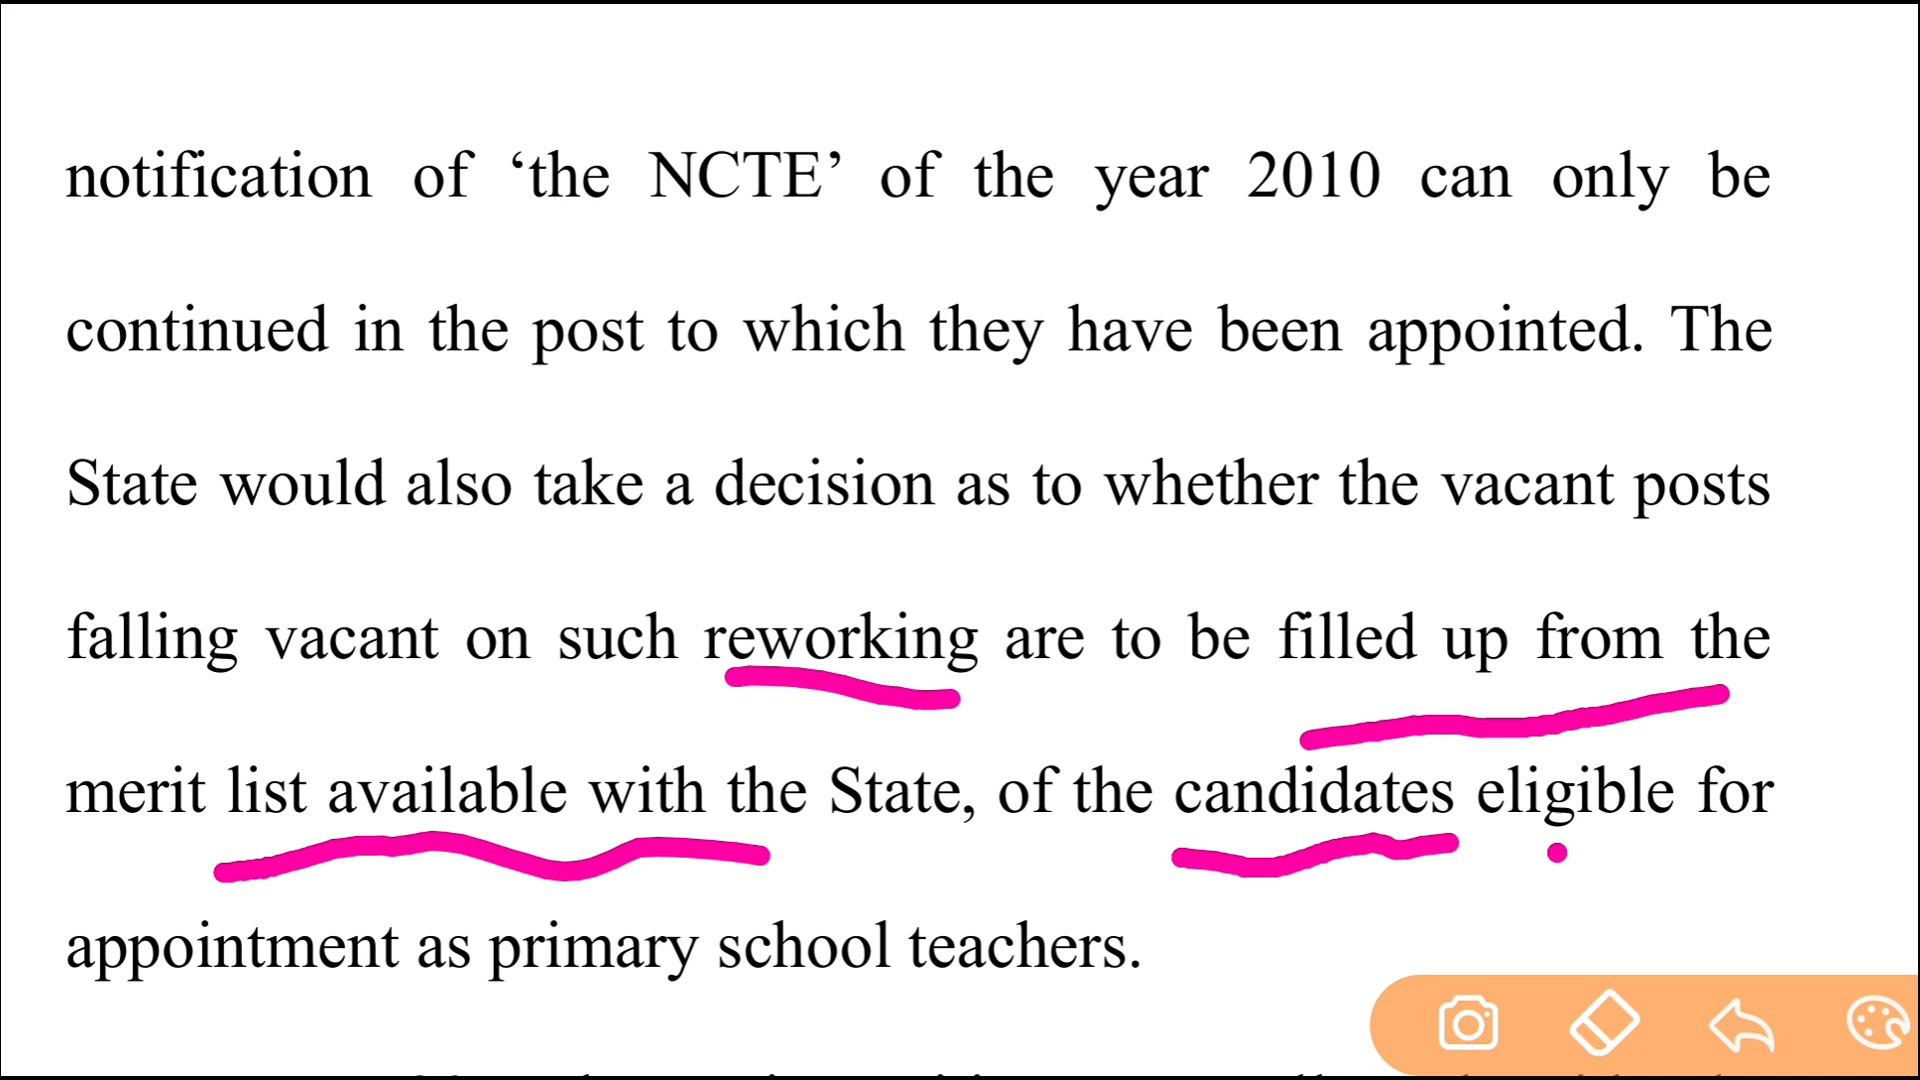 notification of ‘the NCTE’ of the year 2010 can only be
continued in the post to which they have been appointed. The
State would also take a decision as to whether the vacant posts
falling vacant on such reworking are to be filled up from the
merit list available with the State, of the candidates eligible for
appointment as primary school teachers.